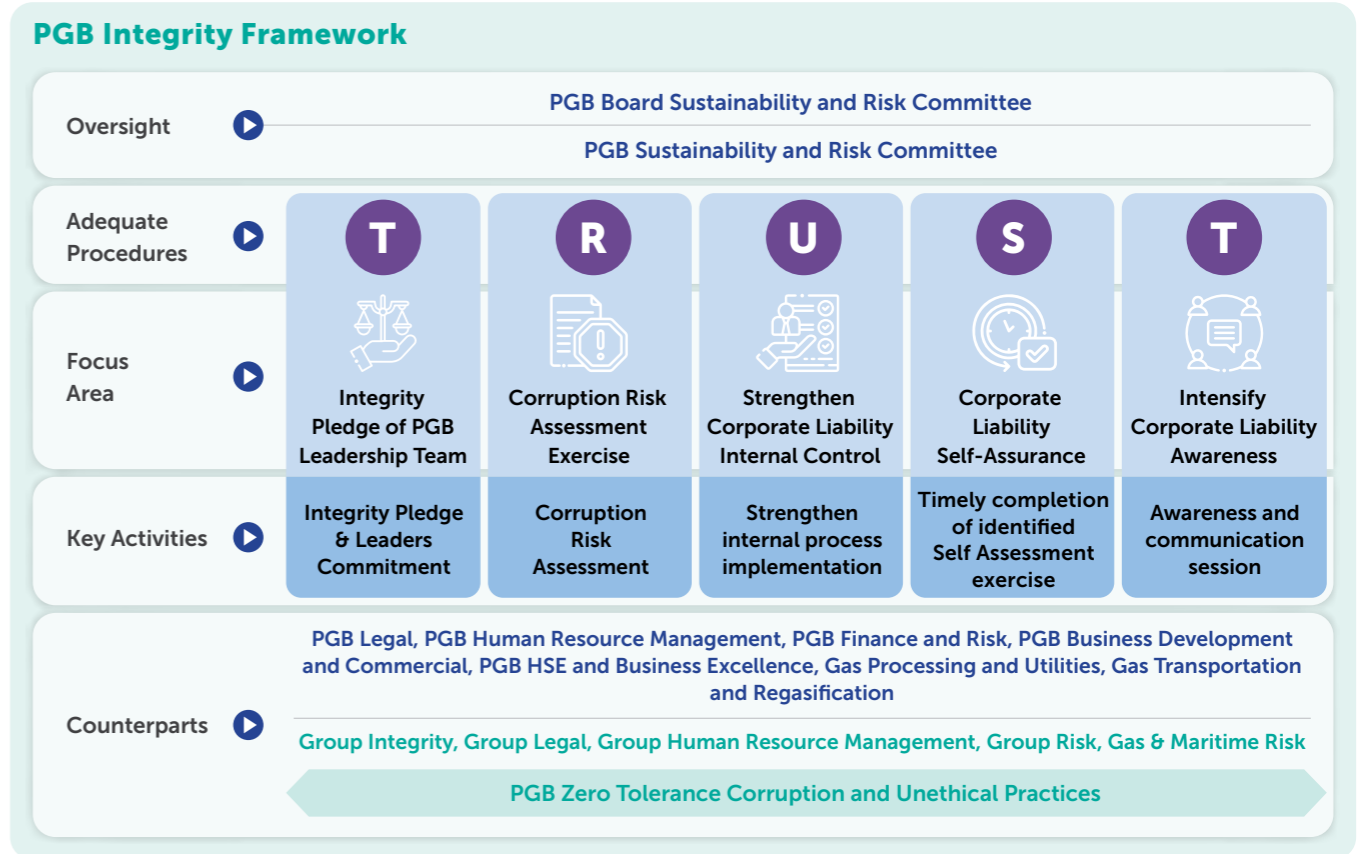 PGB Integrity Framework
Oversight
PGB Board Sustainability and Risk Committee
PGB Sustainability and Risk Committee
Adequate
Procedures
T
R
U
S
T
Focus
Area
Integrity
Pledge of PGB
Leadership Team
Corruption Risk
Assessment
Exercise
Strengthen
Corporate Liability
Internal Control
Corporate
Liability
Self-Assurance
Intensify
Corporate Liability
Awareness
Key Activities
Integrity Pledge
& Leaders
Commitment
Corruption
Risk
Assessment
Strengthen
internal process
implementation
Timely completion
of identified
Self Assessment
exercise
Awareness and
communication
session
Counterparts
PGB Legal, PGB Human Resource Management, PGB Finance and Risk, PGB Business Development
and Commercial, PGB HSE and Business Excellence, Gas Processing and Utilities, Gas Transportation
and Regasification
Group Integrity, Group Legal, Group Human Resource Management, Group Risk, Gas & Maritime Risk
PGB Zero Tolerance Corruption and Unethical Practices